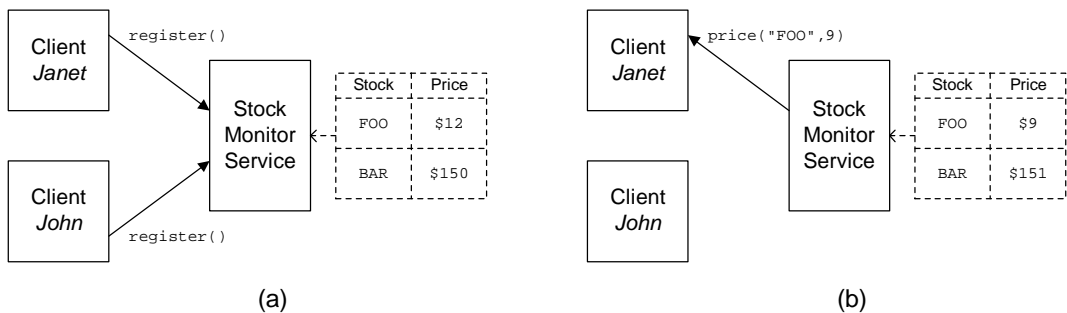 Client
Janet
register()
Stock
Monitor
Service
Stock Price
FOO $12
BAR $150
Client
John
register()
(a)
Client
Janet
price("FOO",9)
Stock
Monitor
Service
Stock Price
FOO $9
BAR $151
Client
John
(b)